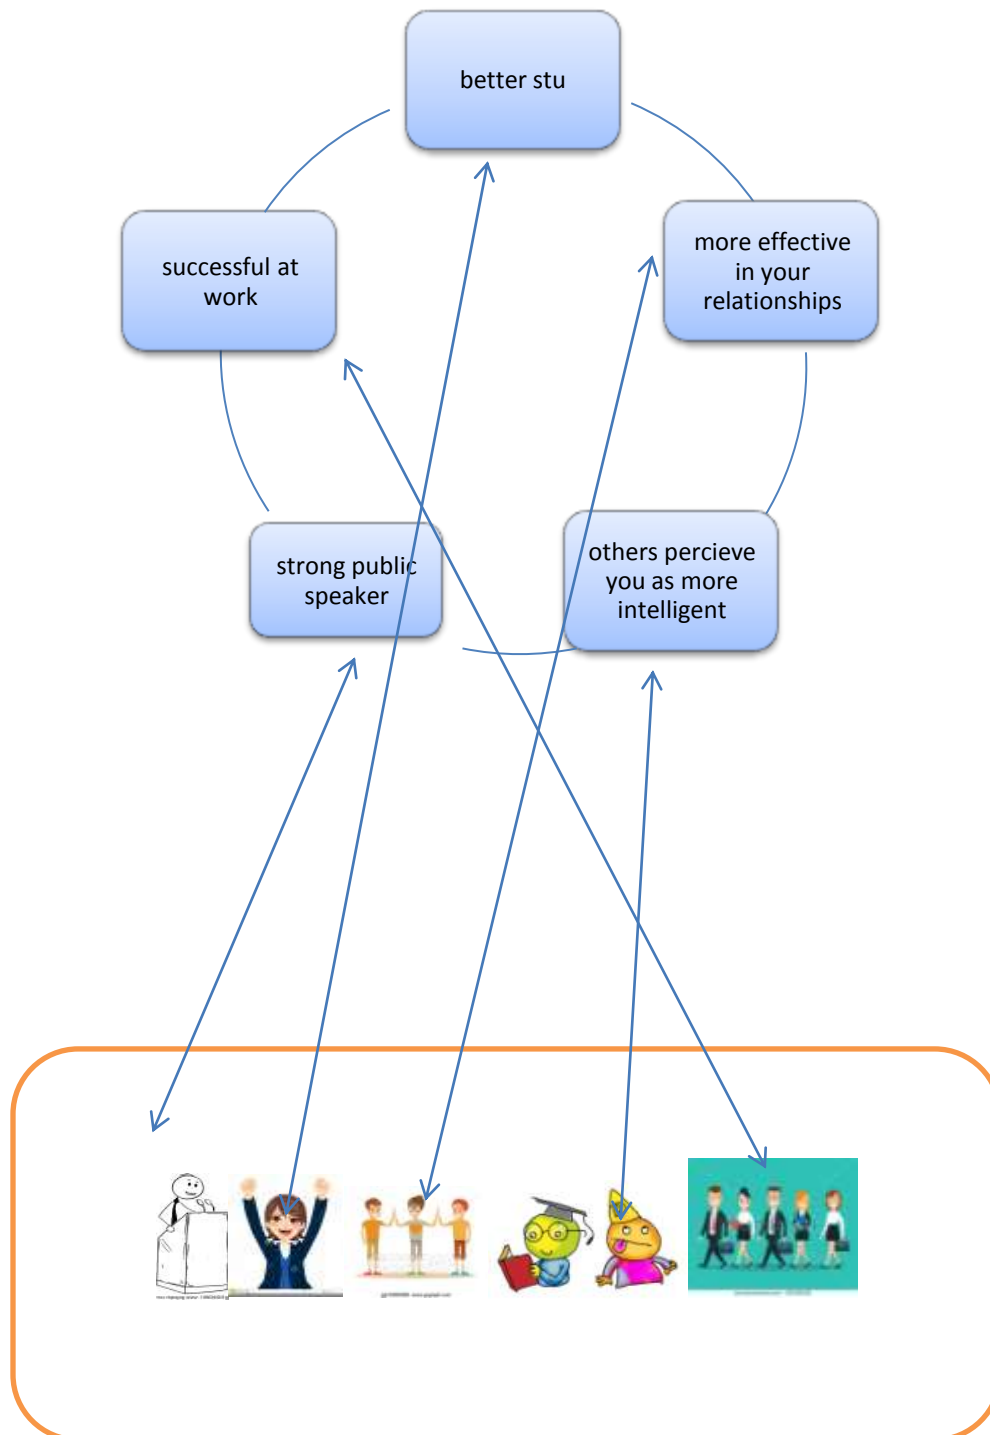 better stu
successful at
work
more effective
in your
relationships
strong public
speaker
others percieve
you as more
intelligent